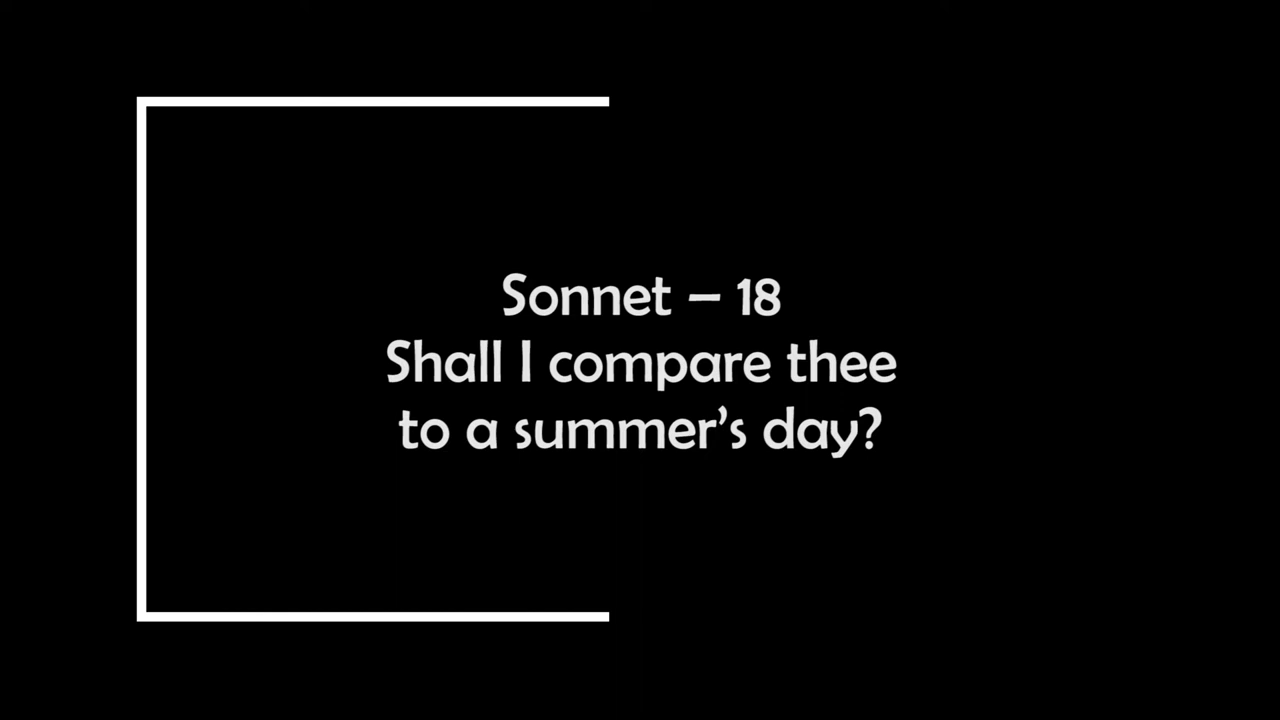 Sonnet – 18
Shall I compare thee
to a summer’s day?